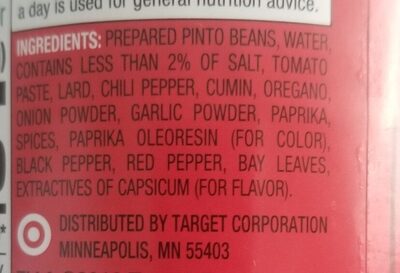 a day is used for general nutrition advice.
INGREDIENTS: PREPARED PINTO BEANS, WATER,
CONTAINS LESS THAN 2% OF SALT, TOMATO
PASTE, LARD, CHILI PEPPER, CUMIN, OREGANO,
ONION POWDER, GARLIC POWDER, PAPRIKA,
SPICES, PAPRIKA OLEORESIN (FOR COLOR),
BLACK PEPPER, RED PEPPER, BAY LEAVES,
EXTRACTIVES OF CAPSICUM (FOR FLAVOR).
DISTRIBUTED BY TARGET CORPORATION
MINNEAPOLIS, MN 55403